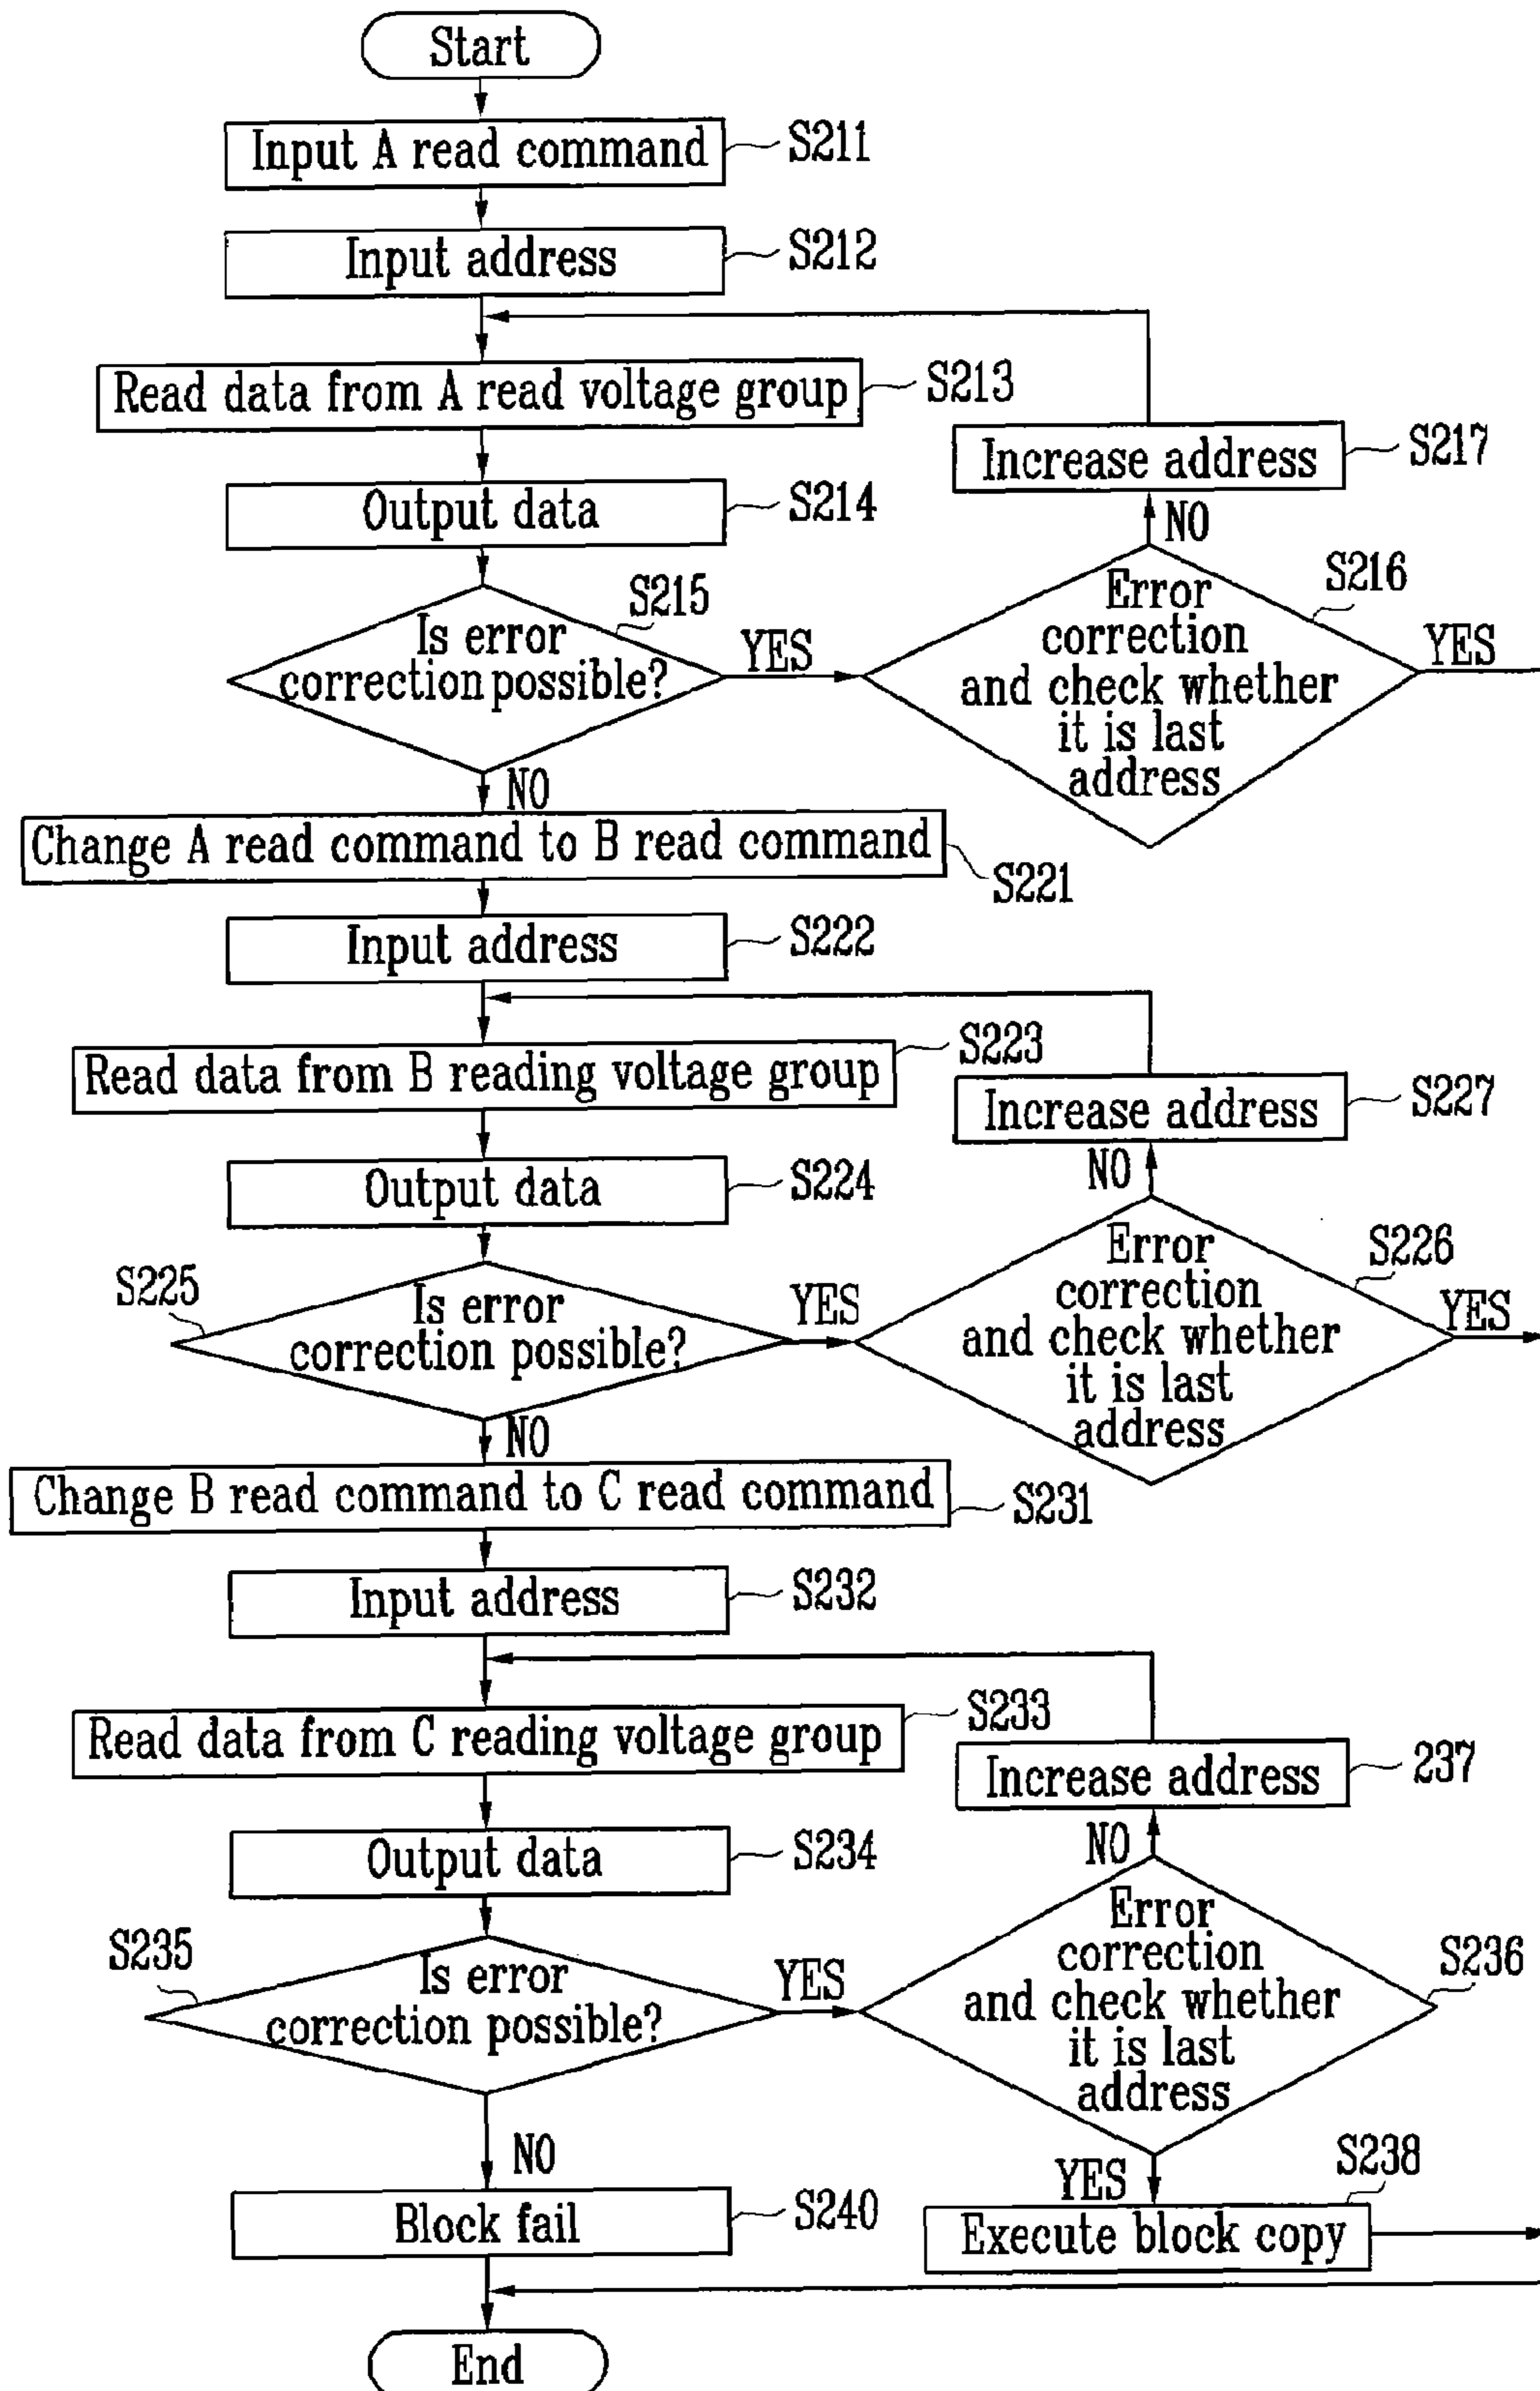 Start
Input A read command
S211
Input address
S212
Read data from A read voltage group
S213
Increase address
S217
Output data
S214
NO
Is error
correction possible?
S215
YES
Error
correction
and check whether
it is last
address
S216
YES
NO
Change A read command to B read command
S221
Input address
S222
Read data from B reading voltage group
S223
Increase address
S227
Output data
S224
NO
S225
Is error
correction possible?
YES
Error
correction
and check whether
it is last
address
S226
YES
NO
Change B read command to C read command
S231
Input address
S232
Read data from C reading voltage group
S233
Increase address
237
Output data
S234
NO
S235
Is error
correction possible?
YES
Error
correction
and check whether
it is last
address
S236
NO
YES
S238
Block fail
S240
Execute block copy
End